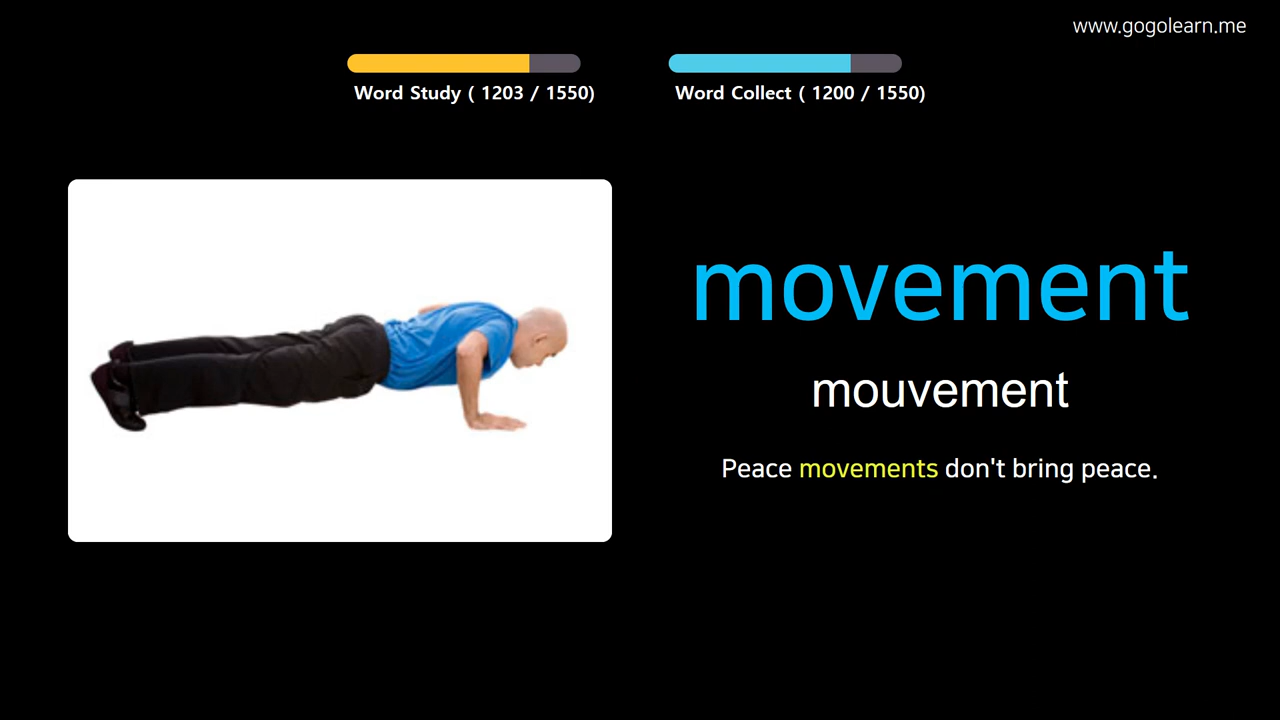 www.gogolearn.me
Word Study ( 1203 / 1550)
Word Collect ( 1200 / 1550)
movement
mouvement
Peace movements don't bring peace.